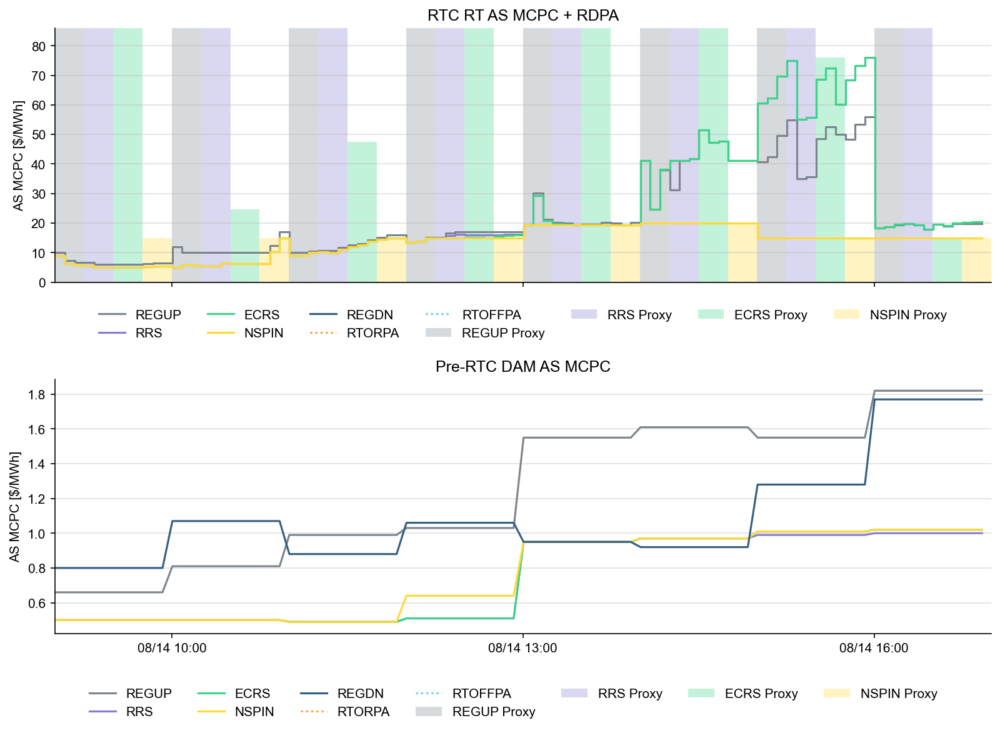 RTC RT AS MCPC + RDPA
AS MCPC [$/MWh]
80
70
60
50
40
30
20
10
0
REGUP ECRS REGDN RTOFFPA RRS Proxy ECRS Proxy NSPIN Proxy
RRS NSPIN RTORPA REGUP Proxy
Pre-RTC DAM AS MCPC
AS MCPC [$/MWh]
1.8
1.6
1.4
1.2
1.0
0.8
0.6
08/14 10:00 08/14 13:00 08/14 16:00
REGUP ECRS REGDN RTOFFPA RRS Proxy ECRS Proxy NSPIN Proxy
RRS NSPIN RTORPA REGUP Proxy